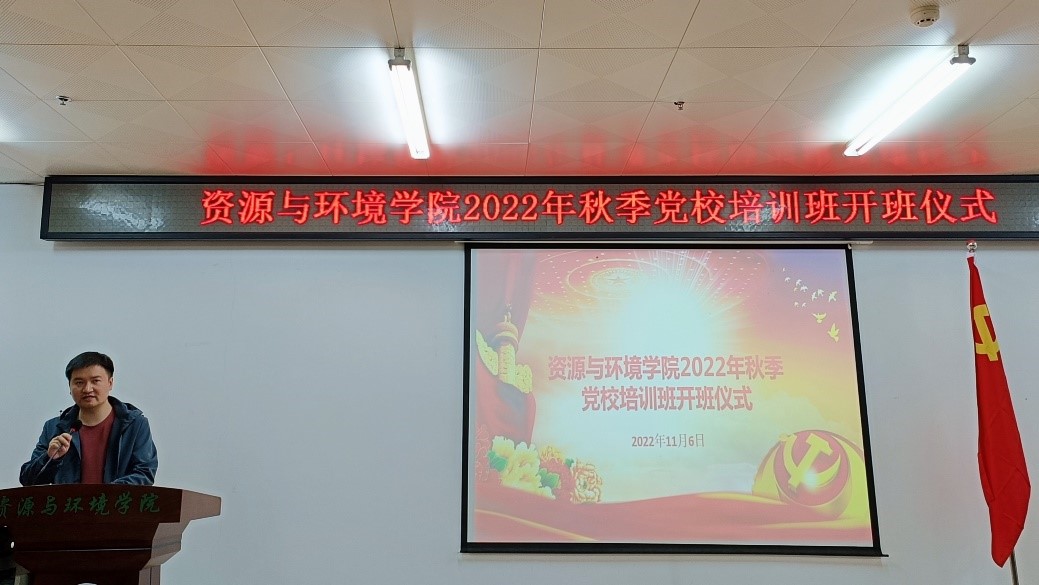 资源与环境学院2022年秋季党校培训班开班仪式
资源与环境学院2022年秋季
党校培训班开班仪式
2022年11月6日
资源与环境学院